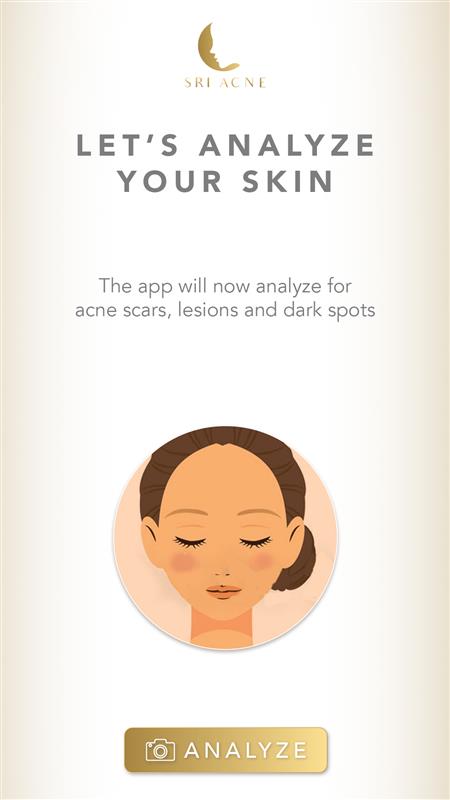 SRI ACNE
LET’S ANALYZE
YOUR SKIN
The app will now analyze for
acne scars, lesions and dark spots
ANALYZE